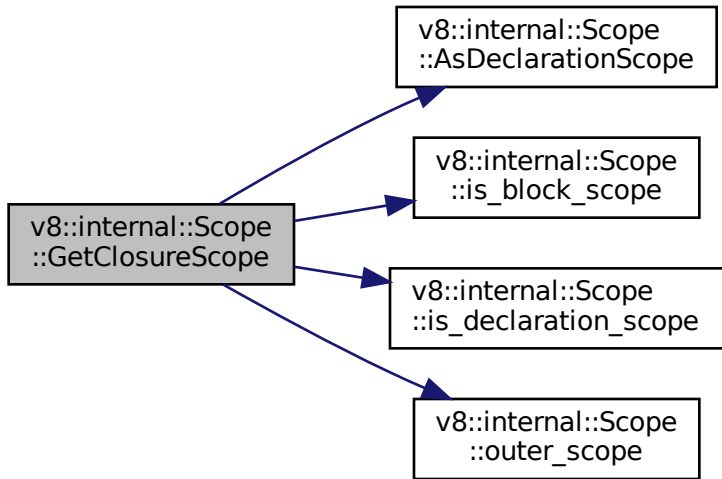 v8::internal::Scope
::AsDeclarationScope
v8::internal::Scope
::is_block_scope
v8::internal::Scope
::GetClosureScope
v8::internal::Scope
::is_declaration_scope
v8::internal::Scope
::outer_scope